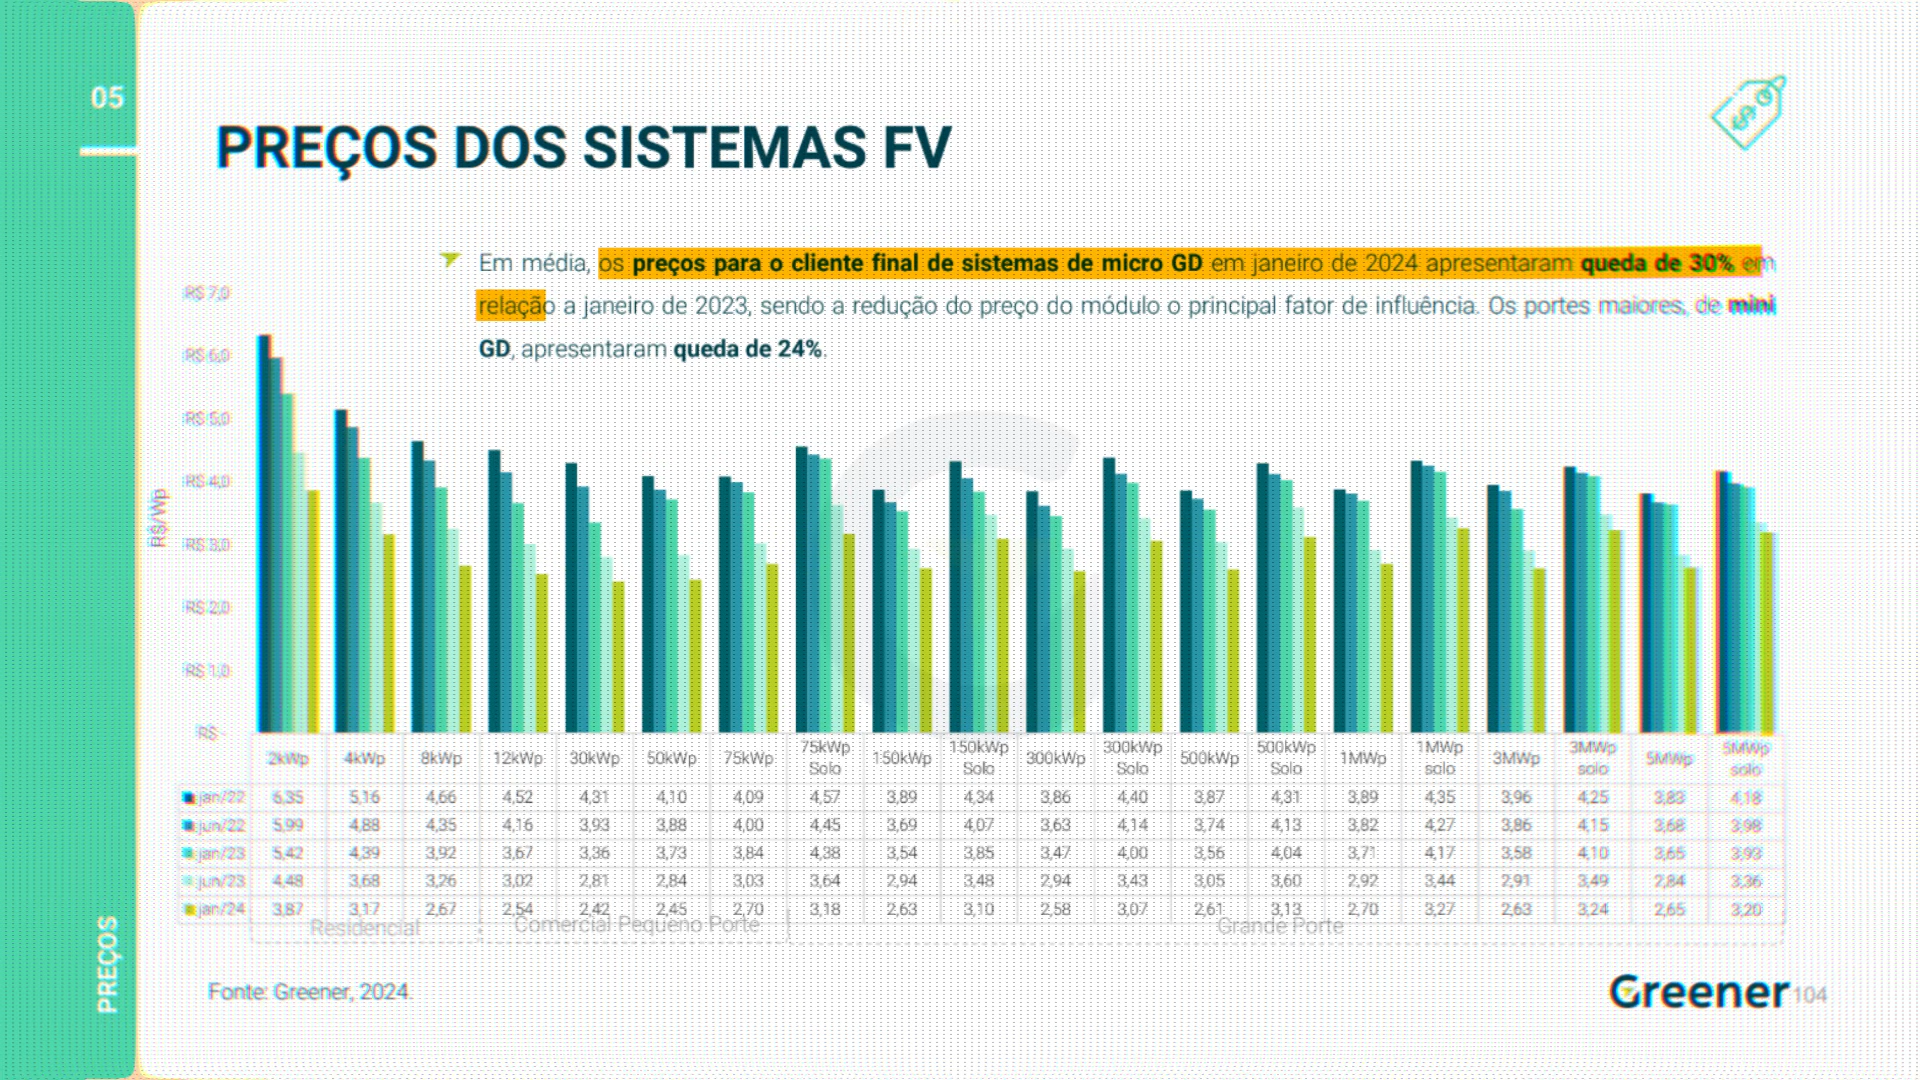 05
PREÇOS DOS SISTEMAS FV
Em média, os preços para o cliente final de sistemas de micro GD em janeiro de 2024 apresentaram queda de 30% em
relação a janeiro de 2023, sendo a redução do preço do módulo o principal fator de influência. Os portes maiores, de mini
GD, apresentaram queda de 24%.
R$ 7,0
R$ 6,0
R$ 5,0
R$ 4,0
R$ 3,0
R$ 2,0
R$ 1,0
R$ -
R$/Wp
2kWp 4kWp 8kWp 12kWp 30kWp 50kWp 75kWp 75kWp Solo 150kWp 150kWp Solo 300kWp 300kWp Solo 500kWp 500kWp Solo 1MWp 1MWp solo 3MWp 3MWp solo 5MWp 5MWp solo
jan/22 6,35 5,16 4,66 4,52 4,31 4,10 4,09 4,57 3,89 4,34 3,86 4,40 3,87 4,31 3,89 4,35 3,96 4,25 3,83 4,18
jun/22 5,99 4,88 4,35 4,16 3,93 3,88 4,00 4,45 3,69 4,07 3,63 4,14 3,74 4,13 3,82 4,27 3,86 4,15 3,68 3,98
jan/23 5,42 4,39 3,92 3,67 3,36 3,73 3,84 4,38 3,54 3,85 3,47 4,00 3,56 4,04 3,71 4,17 3,58 4,10 3,65 3,93
jun/23 4,48 3,68 3,26 3,02 2,81 2,84 3,03 3,64 2,94 3,48 2,94 3,43 3,05 3,60 2,92 3,44 2,91 3,49 2,84 3,36
jan/24 3,87 3,17 2,67 2,54 2,42 2,45 2,70 3,18 2,63 3,10 2,58 3,07 2,61 3,13 2,70 3,27 2,63 3,24 2,65 3,20
Residencial Comercial Pequeno Porte Grande Porte
PREÇOS
Fonte: Greener, 2024.
Greener 104